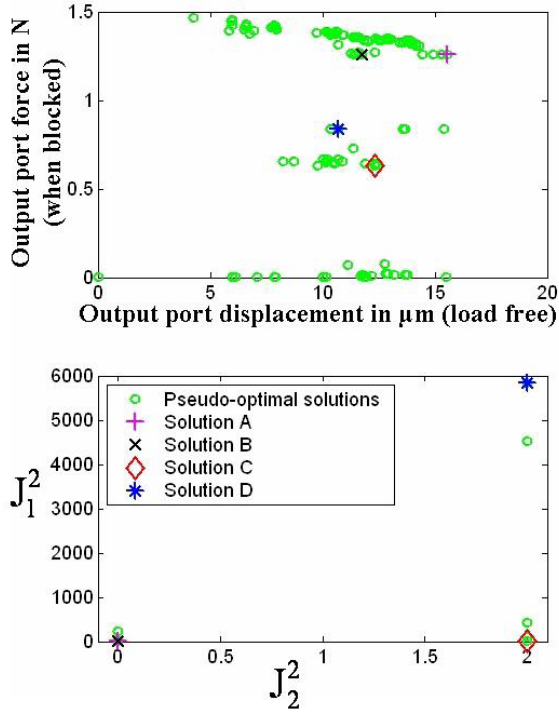 Output port force in N
(when blocked)
1.5
1
0.5
0
0 5 10 15 20
Output port displacement in µm (load free)
6000
5000
4000
3000
2000
1000
0
J₁²
Pseudo-optimal solutions
Solution A
Solution B
Solution C
Solution D
0 0.5 1 1.5 2
J₂²